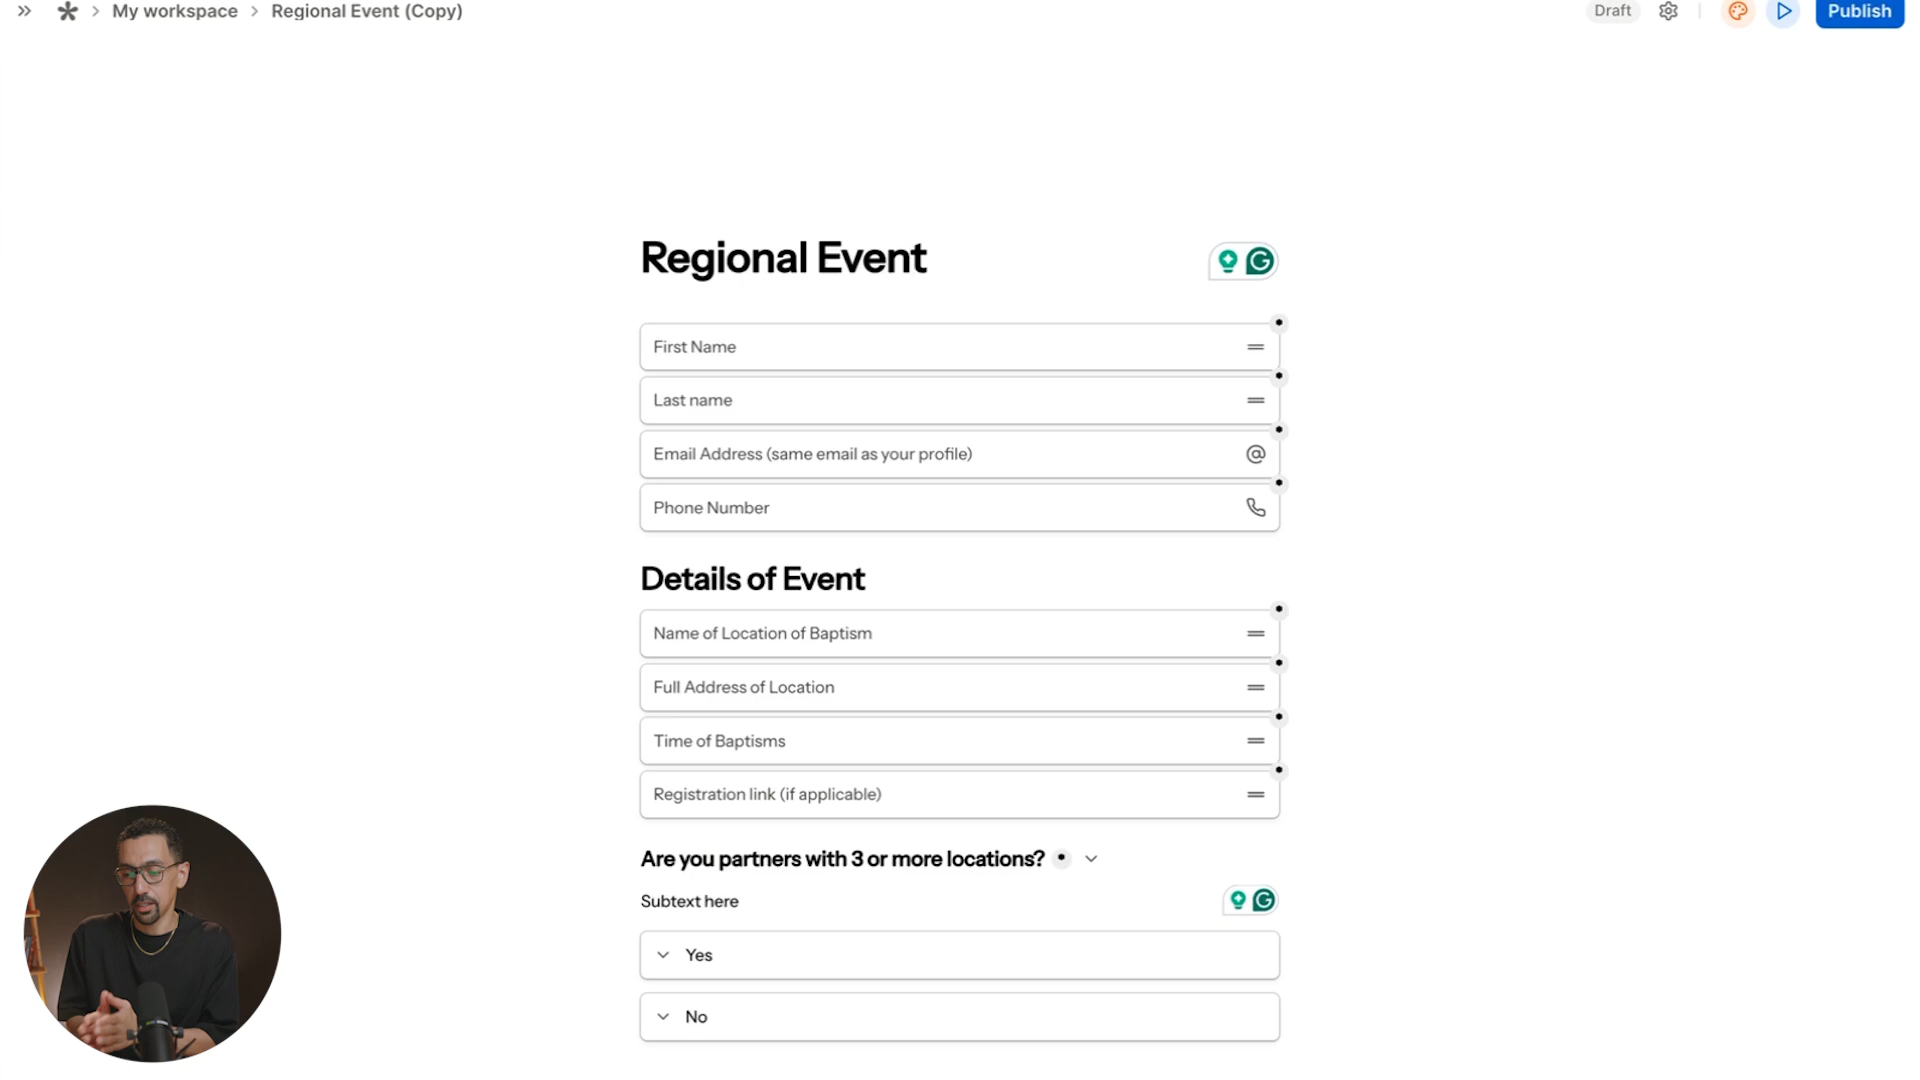 My workspace
Regional Event (Copy)
Draft
Publish
Regional Event
First Name
Last name
Email Address (same email as your profile)
Phone Number
Details of Event
Name of Location of Baptism
Full Address of Location
Time of Baptisms
Registration link (if applicable)
Are you partners with 3 or more locations?
Subtext here
Yes
No